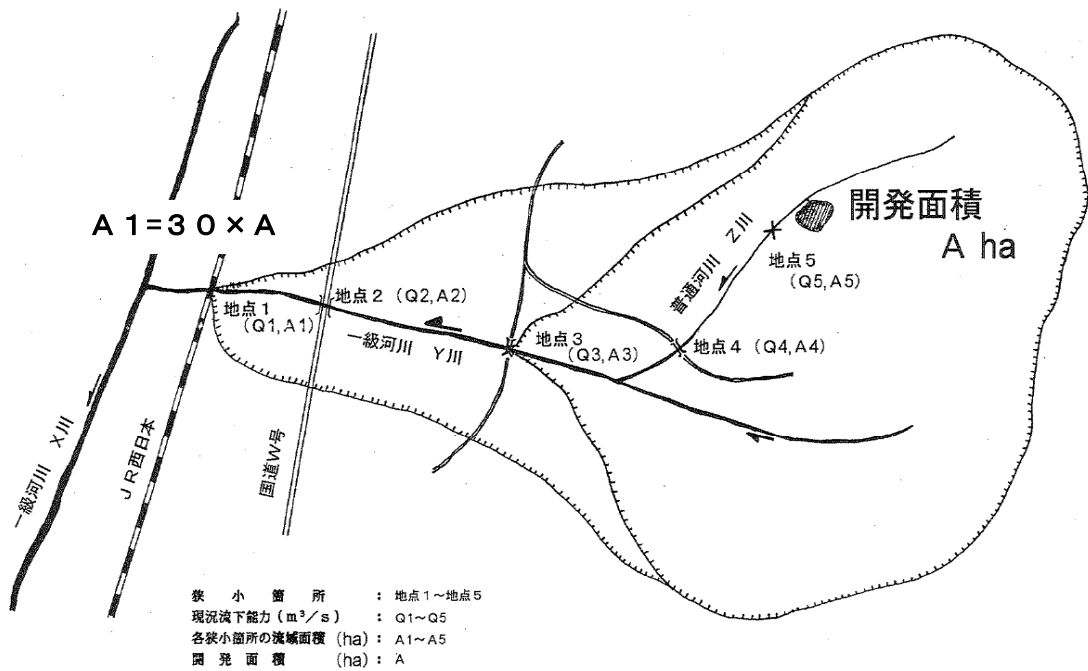 A1=30×A
開発面積
A ha
普通河川 Z川
地点5
(Q5, A5)
地点2 (Q2, A2)
地点1
(Q1, A1)
一級河川 Y川
地点3
(Q3, A3)
地点4 (Q4, A4)
一級河川 X川
JR西日本
国道W号
狭小箇所 : 地点1~地点5
現況流下能力(m³/s) : Q1~Q5
各狭小箇所の流域面積 (ha) : A1~A5
開発面積 (ha) : A